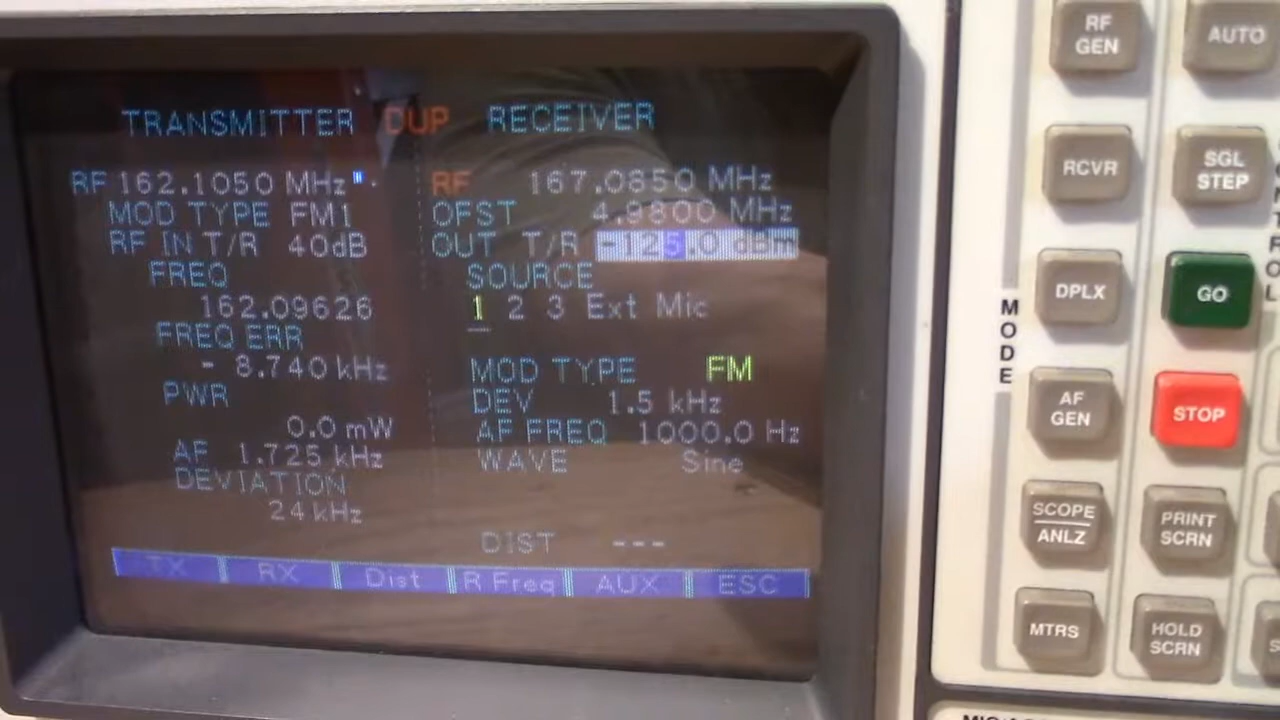 TRANSMITTER DUP RECEIVER
RF 162.1050 MHz
MOD TYPE FM1
RF IN T/R 40dB
FREQ
162.09626
FREQ ERR
- 8.740 kHz
PWR
0.0 mW
AF 1.725 kHz
DEVIATION
24 kHz
RF 167.0850 MHz
OFST 4.9800 MHz
OUT T/R -125.0 dBm
SOURCE
1 2 3 Ext Mic
MOD TYPE FM
DEV 1.5 kHz
AF FREQ 1000.0 Hz
WAVE Sine
DIST ---
TX RX Dist R Freq AUX ESC
MODE
RF GEN
AUTO
RCVR
SGL STEP
DPLX
GO
AF GEN
STOP
SCOPE ANLZ
PRINT SCRN
MTRS
HOLD SCRN